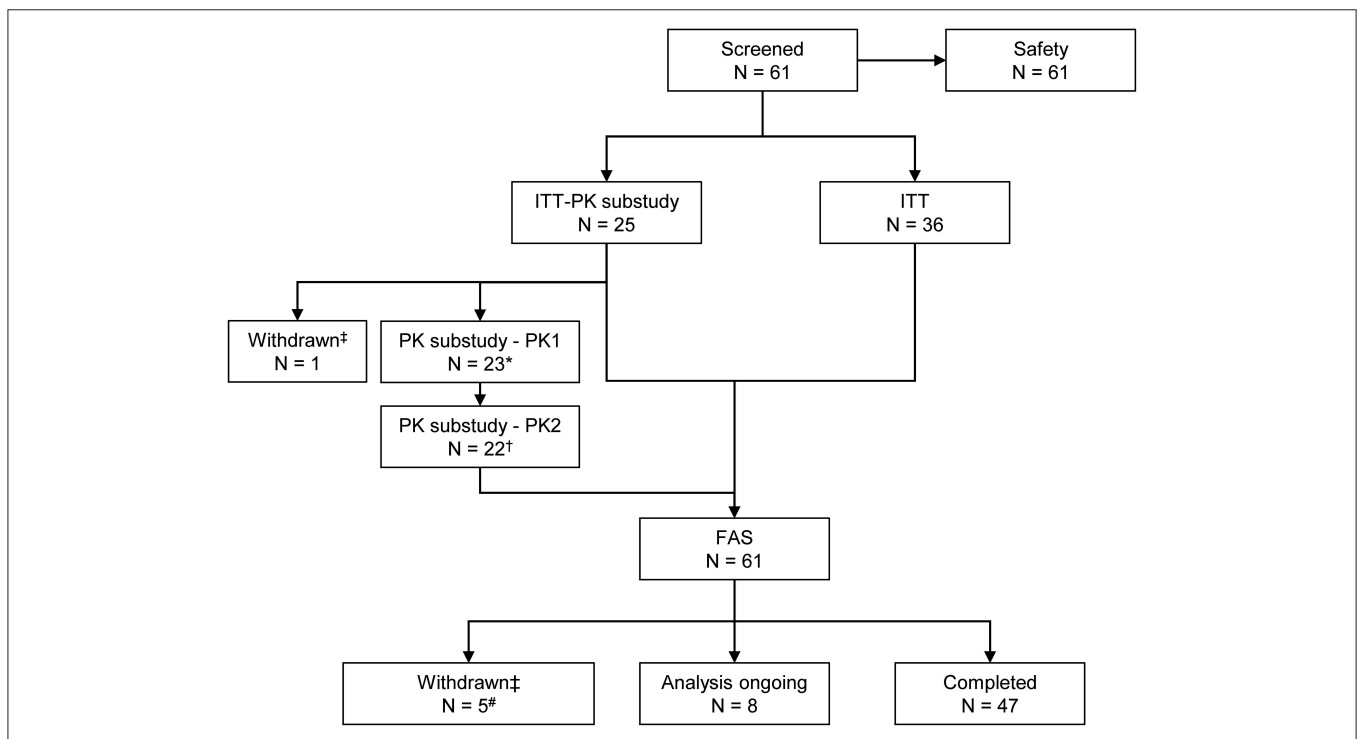 Screened
N = 61
Safety
N = 61
ITT-PK substudy
N = 25
ITT
N = 36
Withdrawn‡
N = 1
PK substudy - PK1
N = 23*
PK substudy - PK2
N = 22†
FAS
N = 61
Withdrawn‡
N = 5#
Analysis ongoing
N = 8
Completed
N = 47